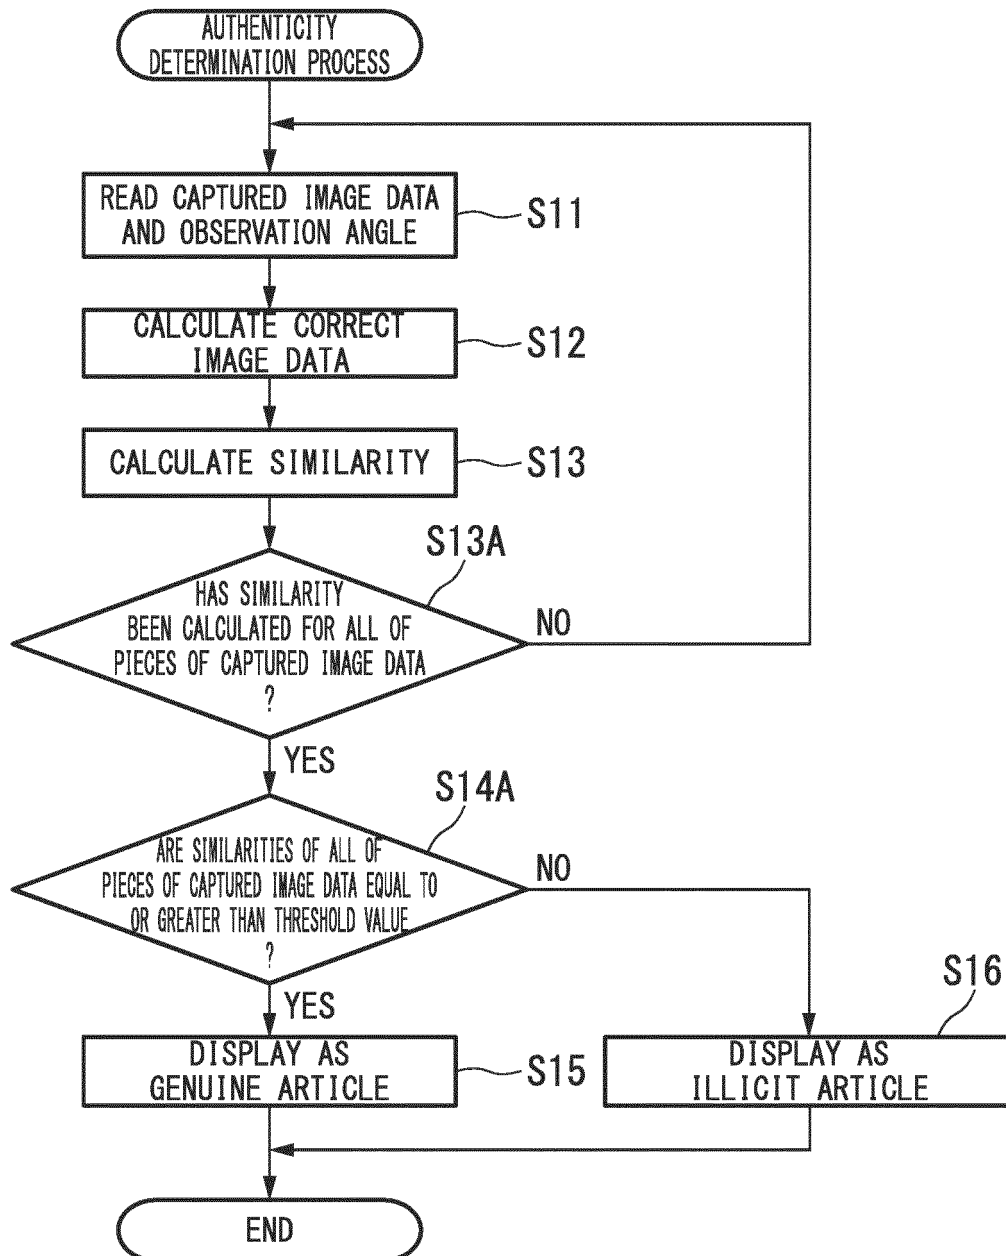 AUTHENTICITY
DETERMINATION PROCESS
READ CAPTURED IMAGE DATA
AND OBSERVATION ANGLE
S11
CALCULATE CORRECT
IMAGE DATA
S12
CALCULATE SIMILARITY
S13
S13A
HAS SIMILARITY
BEEN CALCULATED FOR ALL OF
PIECES OF CAPTURED IMAGE DATA
?
NO
YES
S14A
ARE SIMILARITIES OF ALL OF
PIECES OF CAPTURED IMAGE DATA EQUAL TO
OR GREATER THAN THRESHOLD VALUE
?
NO
YES
S16
DISPLAY AS
GENUINE ARTICLE
S15
DISPLAY AS
ILLICIT ARTICLE
END